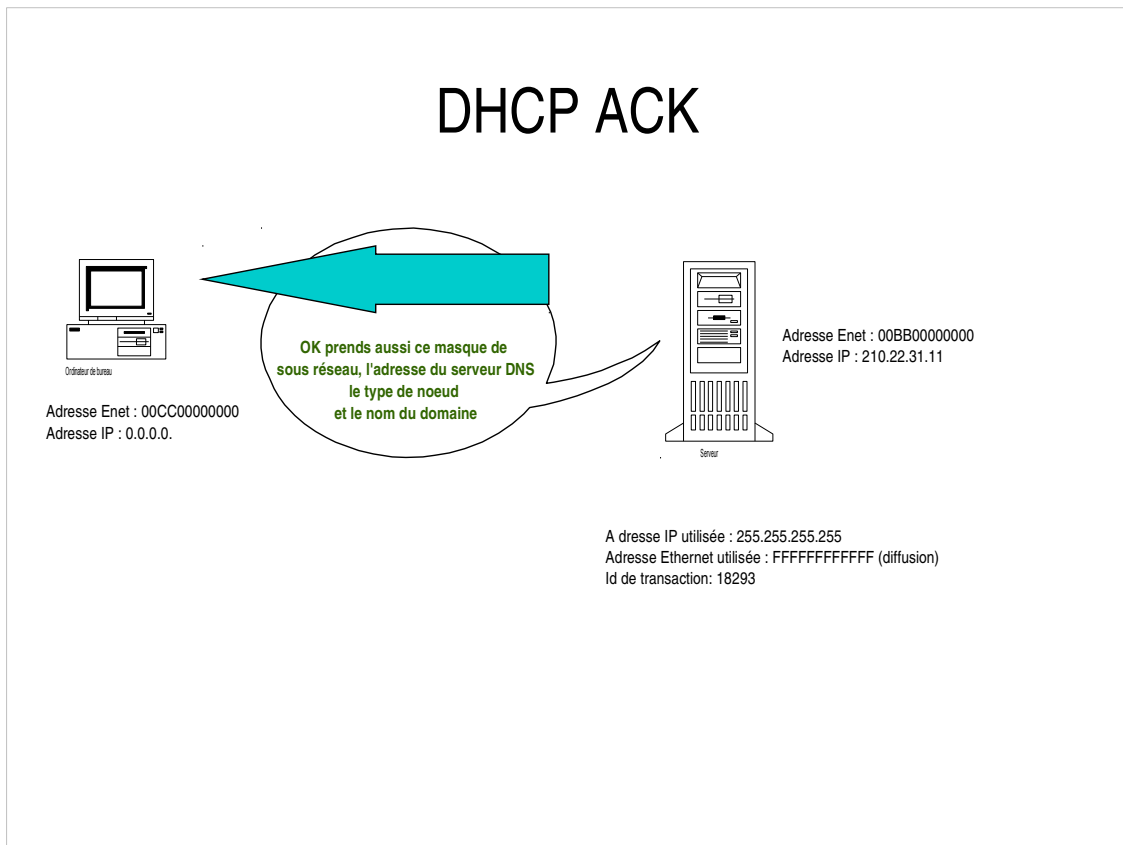 DHCP ACK
OK prends aussi ce masque de
sous réseau, l'adresse du serveur DNS
le type de noeud
et le nom du domaine
Ordinateur de bureau
Adresse Enet : 00CC00000000
Adresse IP : 0.0.0.0.
Adresse Enet : 00BB00000000
Adresse IP : 210.22.31.11
Serveur
A dresse IP utilisée : 255.255.255.255
Adresse Ethernet utilisée : FFFFFFFFFFFF (diffusion)
Id de transaction: 18293